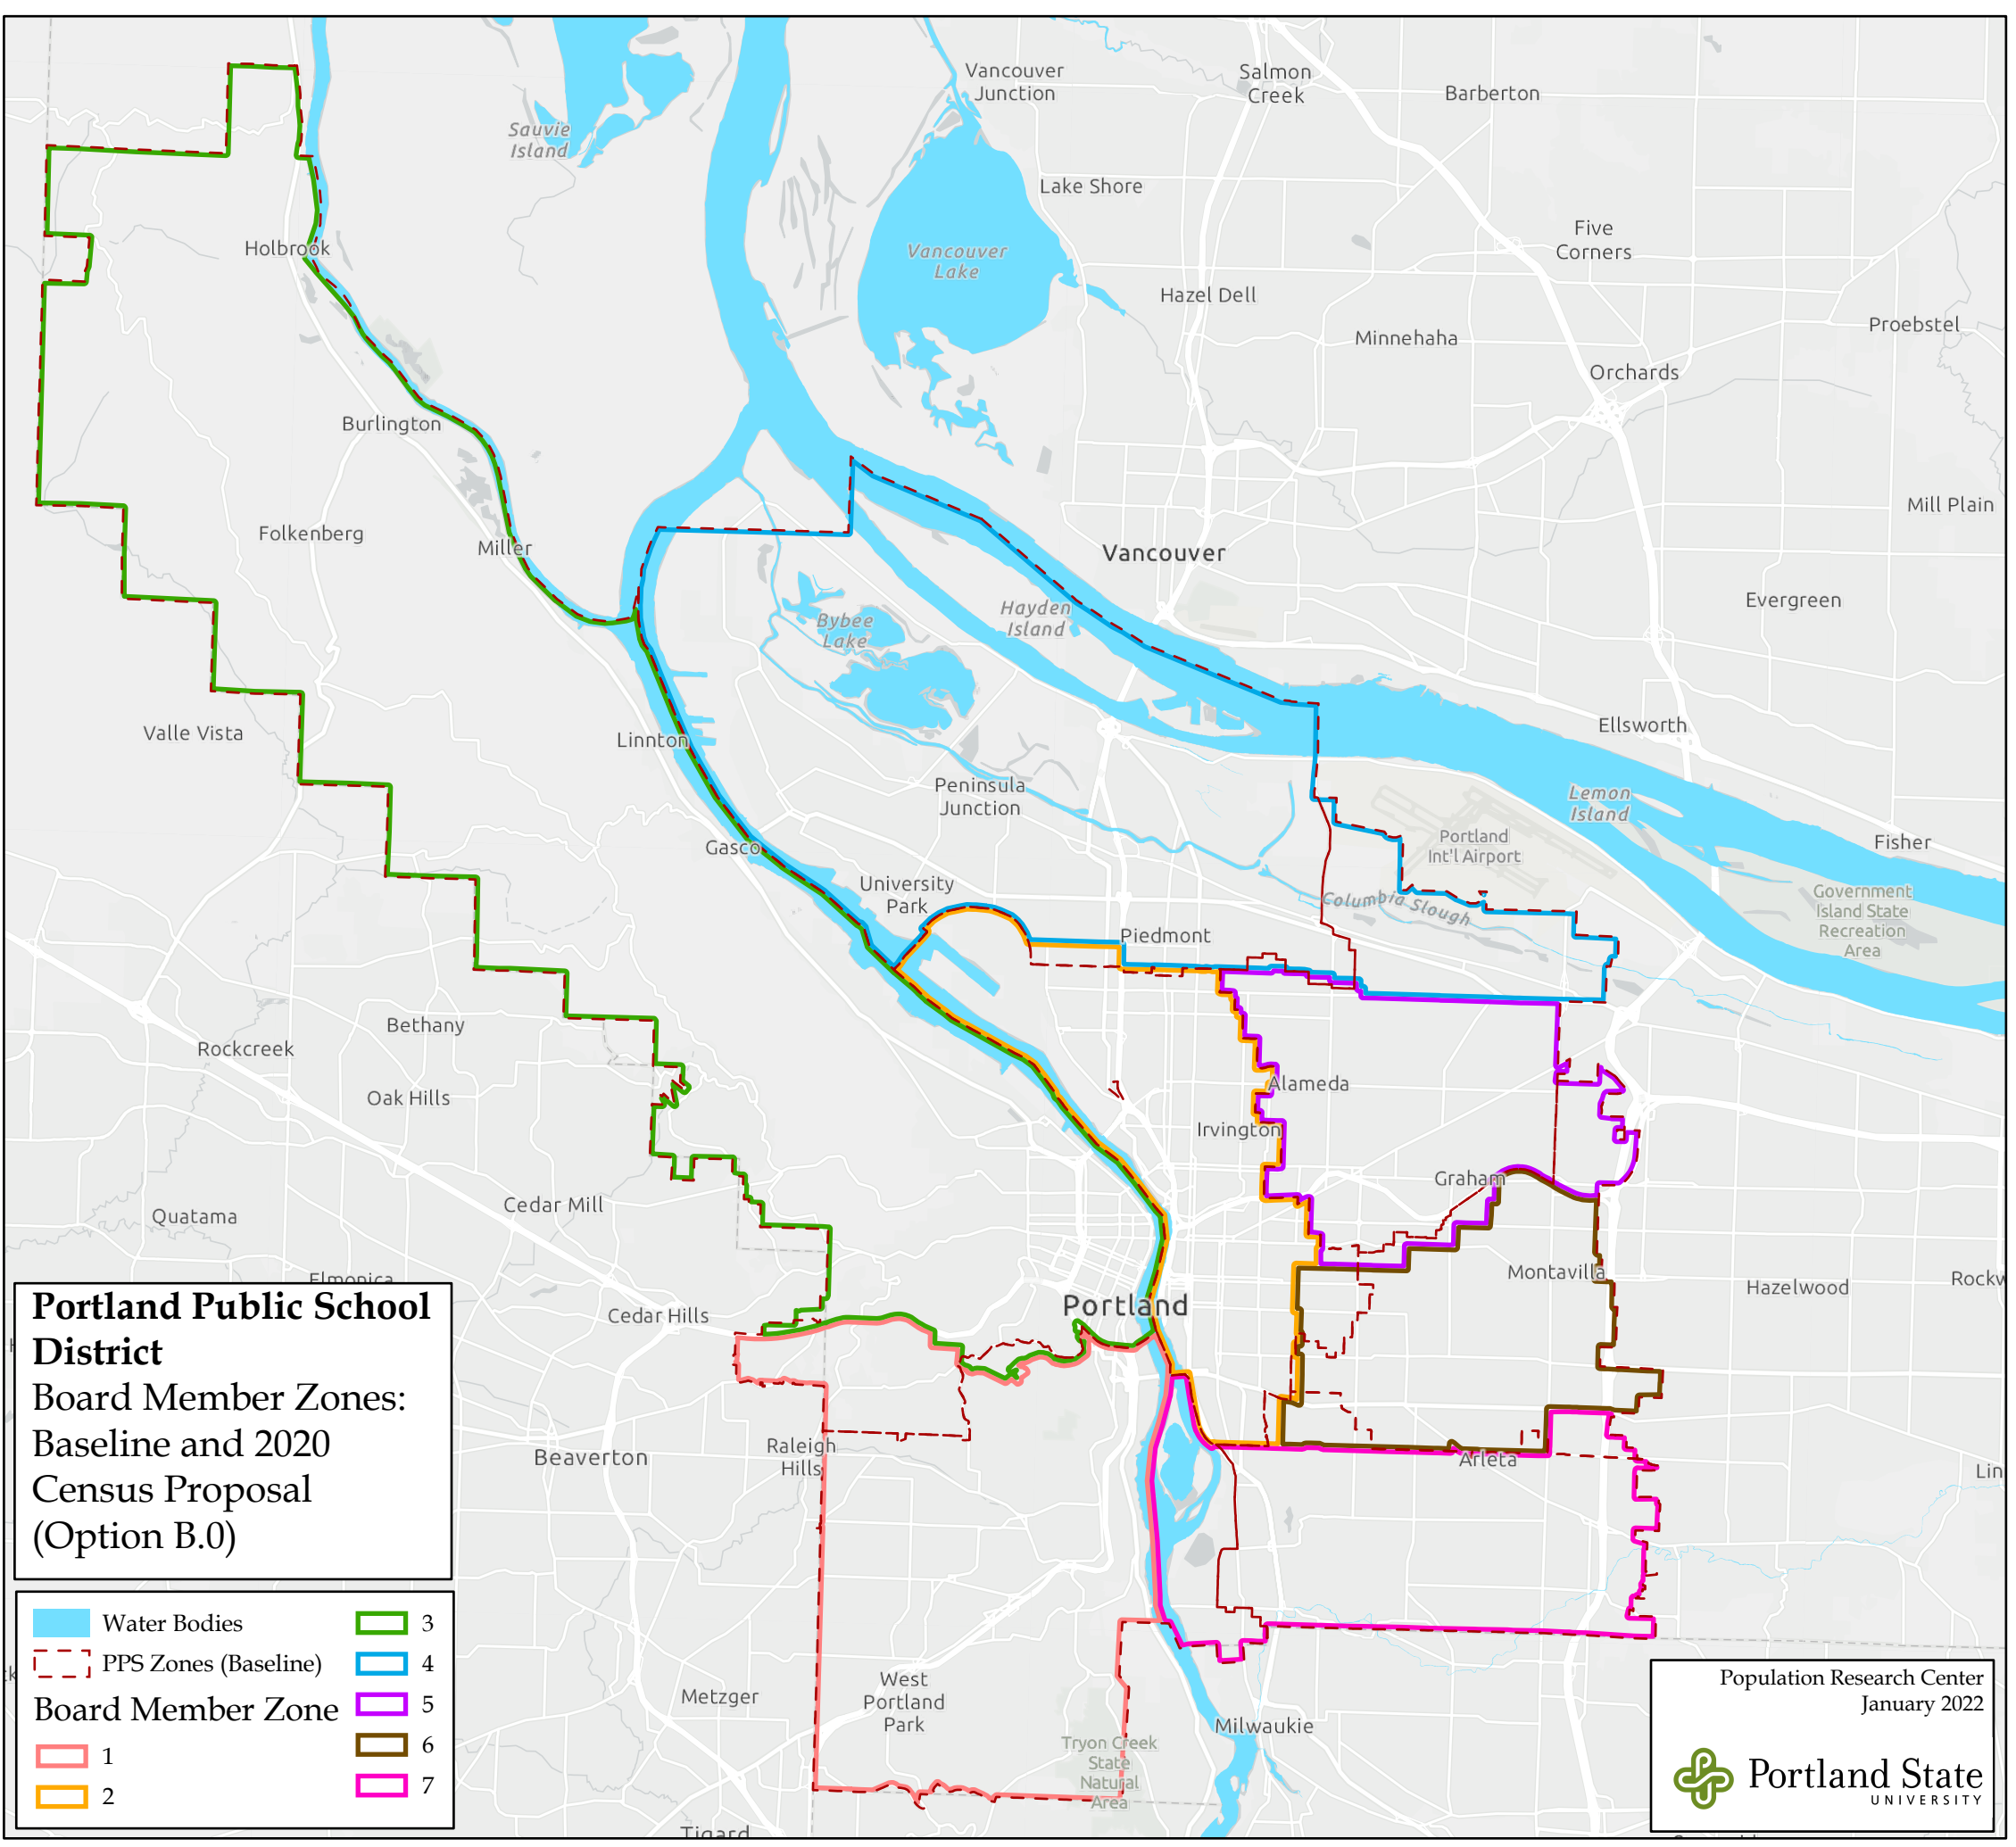 Vancouver
Junction
Salmon
Creek
Barberton
Sauvie
Island
Lake Shore
Five
Corners
Holbrook
Vancouver
Lake
Hazel Dell
Minnehaha
Proebstel
Orchards
Burlington
Mill Plain
Folkenberg
Miller
Vancouver
Hayden
Island
Evergreen
Bybee
Lake
Valle Vista
Linnton
Ellsworth
Peninsula
Junction
Lemon
Island
Gasco
Portland
Int'l Airport
Fisher
University
Park
Columbia Slough
Government
Island State
Recreation
Area
Piedmont
Bethany
Rockcreek
Oak Hills
Alameda
Irvington
Graham
Cedar Mill
Quatama
Montavilla
Hazelwood
Rockw
Elmonica
Cedar Hills
Portland
Beaverton
Raleigh
Hills
Arleta
Lin
West
Portland
Park
Metzger
Milwaukie
Tryon Creek
State
Natural
Area
Tigard
Portland Public School
District
Board Member Zones:
Baseline and 2020
Census Proposal
(Option B.0)
Water Bodies
PPS Zones (Baseline)
Board Member Zone
1
2
3
4
5
6
7
Population Research Center
January 2022
Portland State
UNIVERSITY